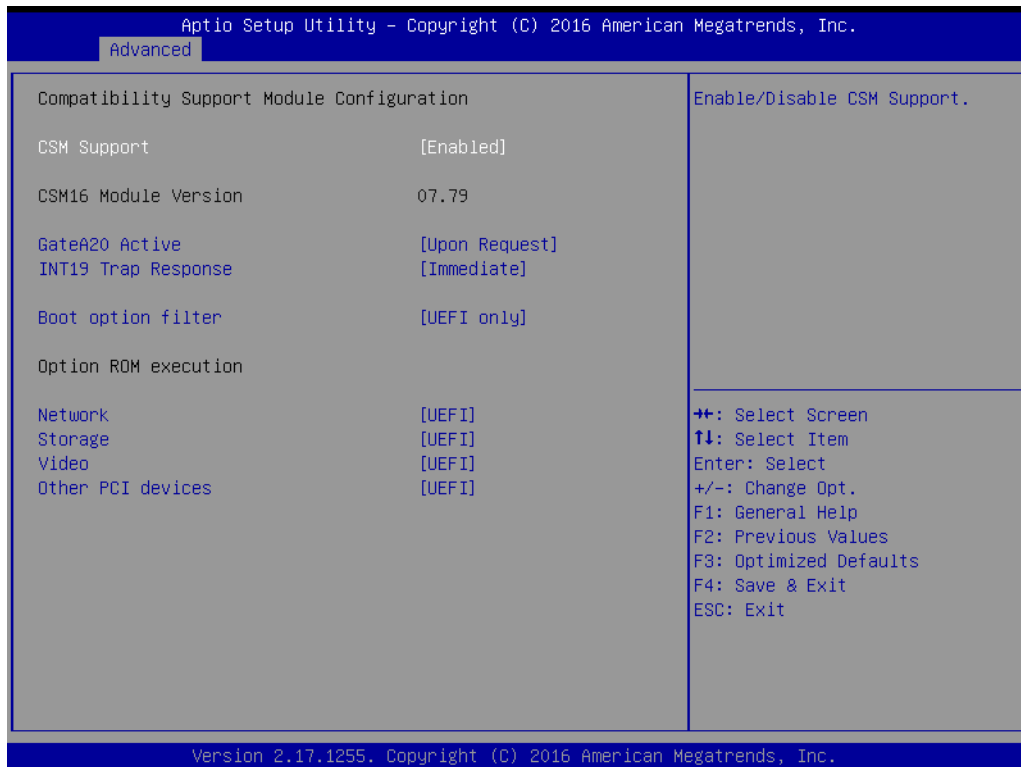 Aptio Setup Utility – Copyright (C) 2016 American Megatrends, Inc.
Advanced
Compatibility Support Module Configuration
CSM Support [Enabled]
CSM16 Module Version 07.79
GateA20 Active [Upon Request]
INT19 Trap Response [Immediate]
Boot option filter [UEFI only]
Option ROM execution
Network [UEFI]
Storage [UEFI]
Video [UEFI]
Other PCI devices [UEFI]
Enable/Disable CSM Support.
→←: Select Screen
↑↓: Select Item
Enter: Select
+/-: Change Opt.
F1: General Help
F2: Previous Values
F3: Optimized Defaults
F4: Save & Exit
ESC: Exit
Version 2.17.1255. Copyright (C) 2016 American Megatrends, Inc.